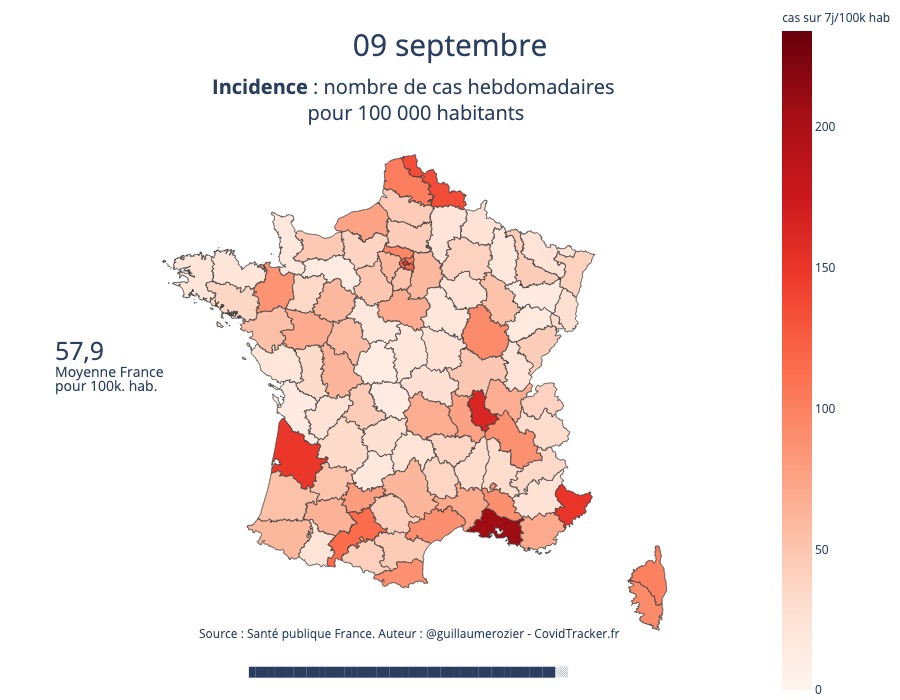 cas sur 7j/100k hab
09 septembre
Incidence : nombre de cas hebdomadaires
pour 100 000 habitants
200
150
57,9
Moyenne France
pour 100k. hab.
100
50
0
Source : Santé publique France. Auteur : @guillaumerozier - CovidTracker.fr